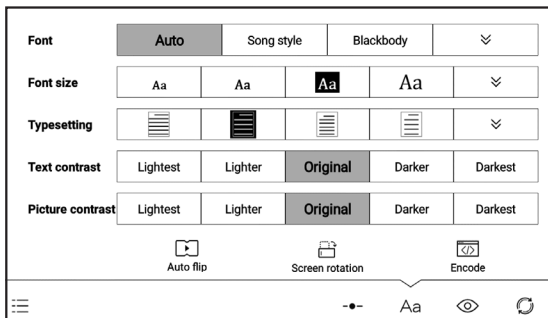 Font Auto Song style Blackbody
Font size Aa Aa Aa Aa
Typesetting
Text contrast Lightest Lighter Original Darker Darkest
Picture contrast Lightest Lighter Original Darker Darkest
Auto flip Screen rotation Encode
Aa